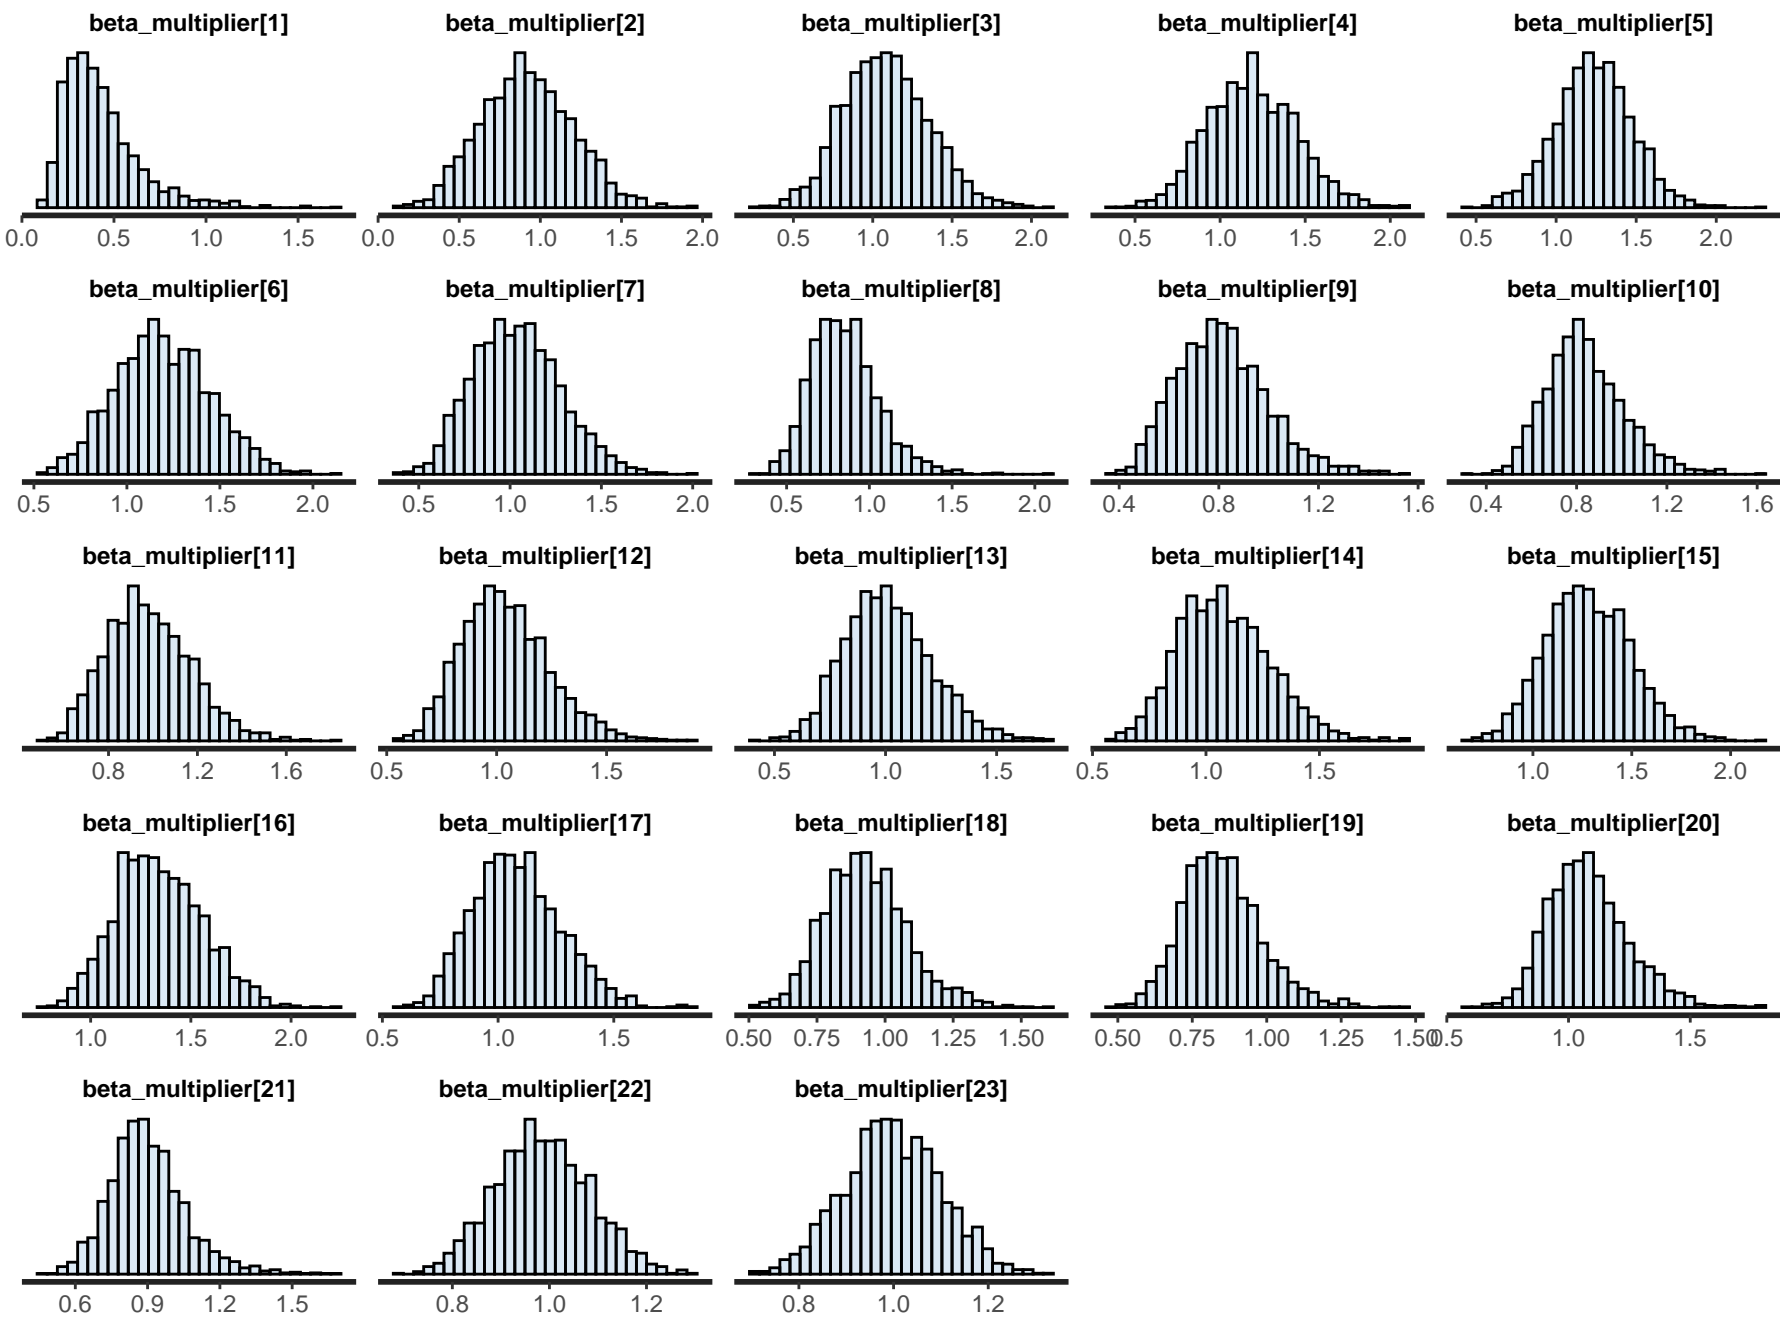 beta_multiplier[1] beta_multiplier[2] beta_multiplier[3] beta_multiplier[4] beta_multiplier[5]
0.0 0.5 1.0 1.5 0.0 0.5 1.0 1.5 2.0 0.5 1.0 1.5 2.0 0.5 1.0 1.5 2.0 0.5 1.0 1.5 2.0
beta_multiplier[6] beta_multiplier[7] beta_multiplier[8] beta_multiplier[9] beta_multiplier[10]
0.5 1.0 1.5 2.0 0.5 1.0 1.5 2.0 0.5 1.0 1.5 2.0 0.4 0.8 1.2 1.6 0.4 0.8 1.2 1.6
beta_multiplier[11] beta_multiplier[12] beta_multiplier[13] beta_multiplier[14] beta_multiplier[15]
0.8 1.2 1.6 0.5 1.0 1.5 0.5 1.0 1.5 0.5 1.0 1.5 1.0 1.5 2.0
beta_multiplier[16] beta_multiplier[17] beta_multiplier[18] beta_multiplier[19] beta_multiplier[20]
1.0 1.5 2.0 0.5 1.0 1.5 0.50 0.75 1.00 1.25 1.50 0.50 0.75 1.00 1.25 1.50 0.5 1.0 1.5
beta_multiplier[21] beta_multiplier[22] beta_multiplier[23]
0.6 0.9 1.2 1.5 0.8 1.0 1.2 0.8 1.0 1.2